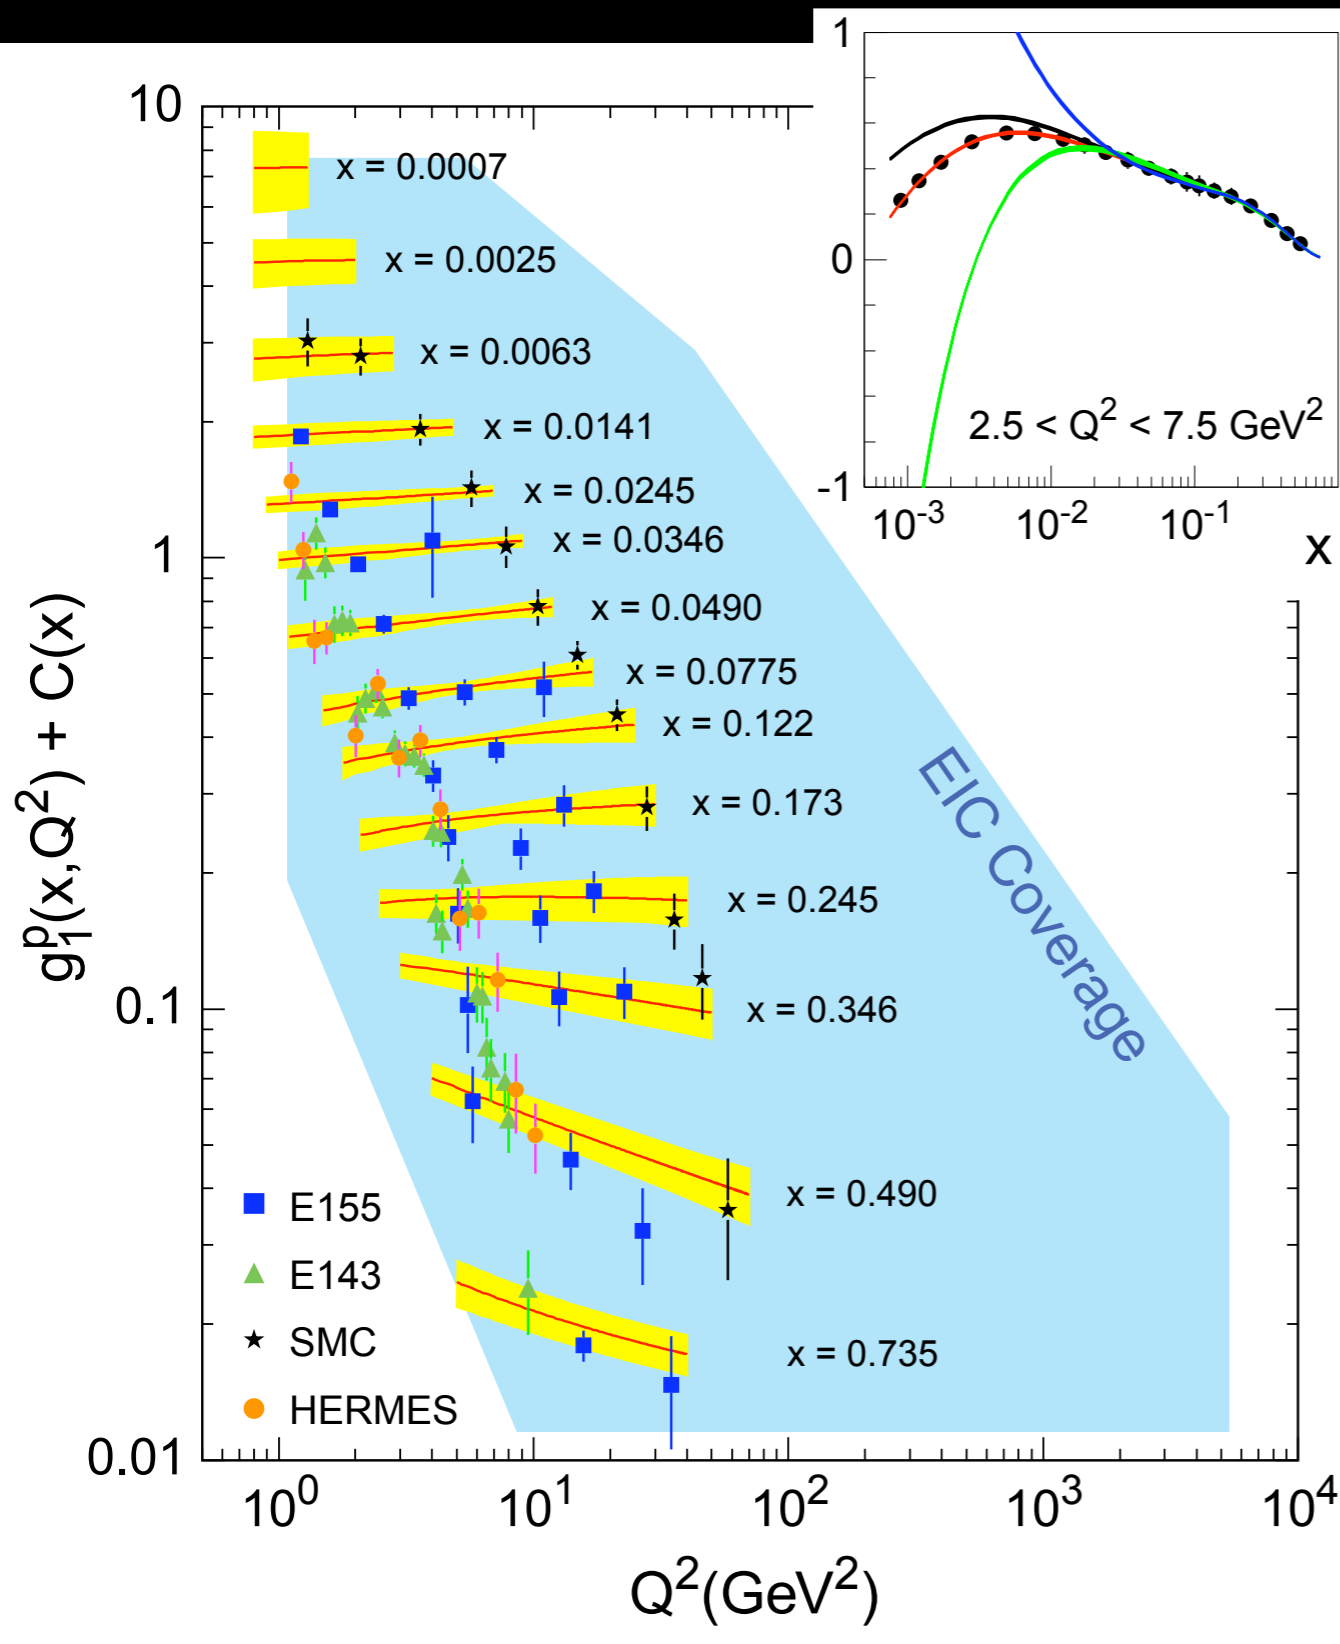 10
1
0.1
0.01
g₁ᵖ(x,Q²) + C(x)
x = 0.0007
x = 0.0025
x = 0.0063
x = 0.0141
x = 0.0245
x = 0.0346
x = 0.0490
x = 0.0775
x = 0.122
x = 0.173
x = 0.245
x = 0.346
x = 0.490
x = 0.735
EIC Coverage
E155
E143
SMC
HERMES
10⁰ 10¹ 10² 10³ 10⁴
Q²(GeV²)
1
0
-1
2.5 < Q² < 7.5 GeV²
10⁻³ 10⁻² 10⁻¹
x